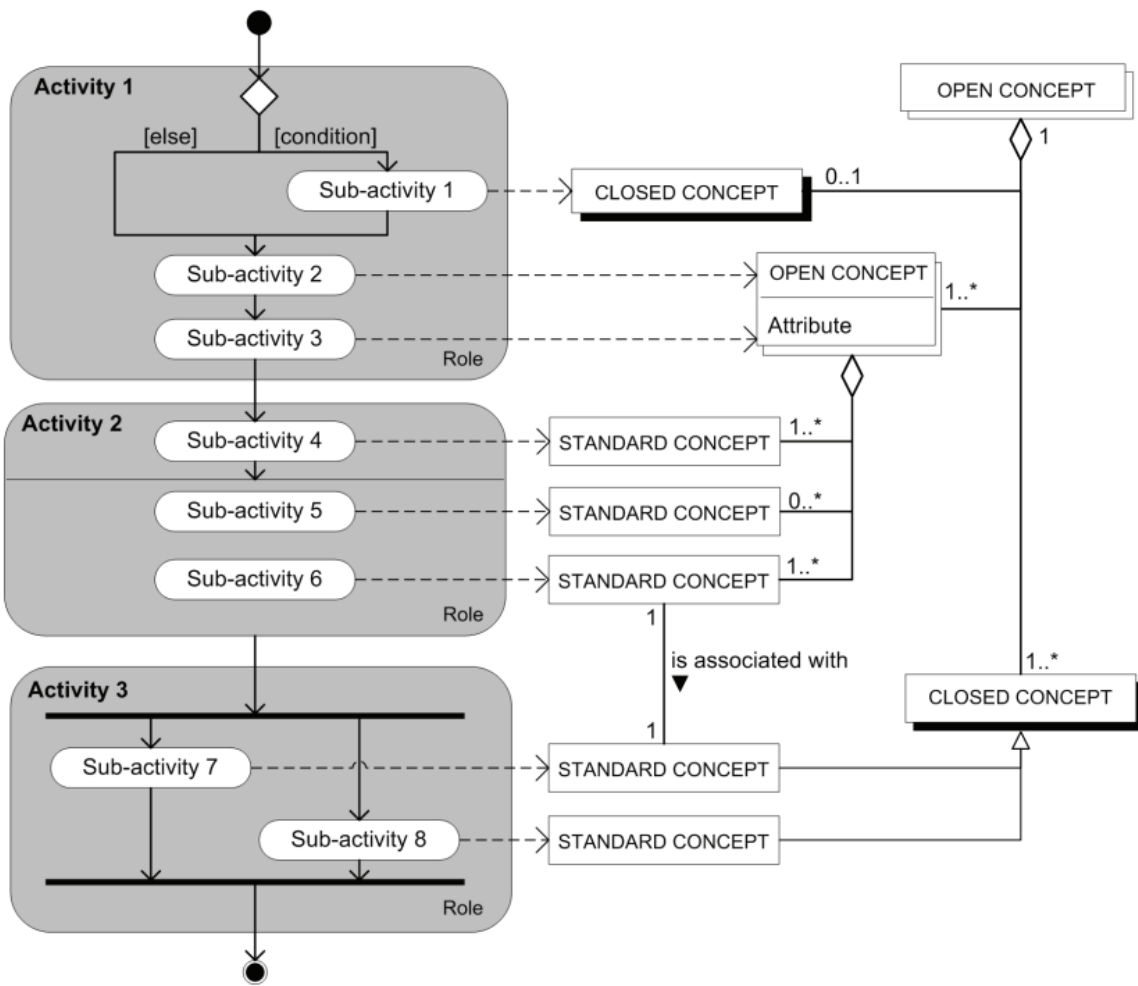 Activity 1
OPEN CONCEPT
1
[else]
[condition]
Sub-activity 1
CLOSED CONCEPT
0..1
Sub-activity 2
OPEN CONCEPT
Attribute
1..*
Sub-activity 3
Role
Activity 2
Sub-activity 4
STANDARD CONCEPT
1..*
Sub-activity 5
STANDARD CONCEPT
0..*
Sub-activity 6
STANDARD CONCEPT
1..*
Role
1
is associated with
1
1..*
CLOSED CONCEPT
Activity 3
Sub-activity 7
STANDARD CONCEPT
Sub-activity 8
STANDARD CONCEPT
Role